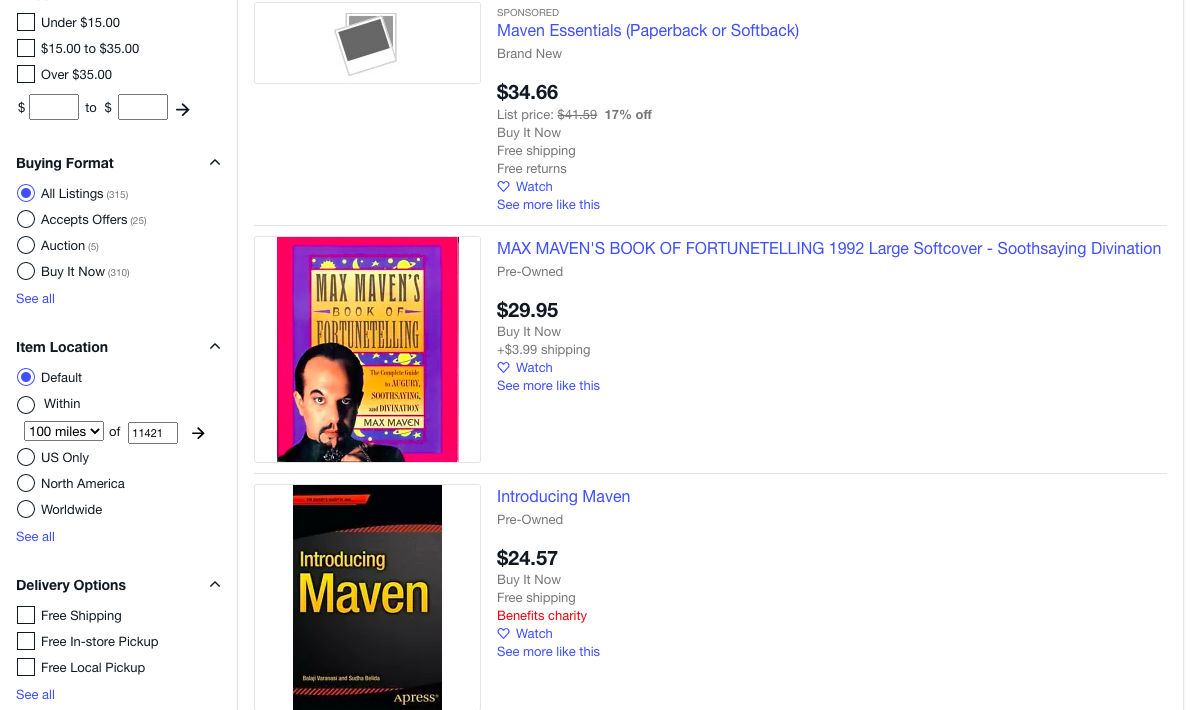 Under $15.00
$15.00 to $35.00
Over $35.00
$ to $
Buying Format
All Listings (315)
Accepts Offers (25)
Auction (5)
Buy It Now (310)
See all
Item Location
Default
Within
100 miles of 11421
US Only
North America
Worldwide
See all
Delivery Options
Free Shipping
Free In-store Pickup
Free Local Pickup
See all
SPONSORED
Maven Essentials (Paperback or Softback)
Brand New
$34.66
List price: $41.59 17% off
Buy It Now
Free shipping
Free returns
Watch
See more like this
MAX MAVEN'S
BOOK OF
FORTUNETELLING
The Complete Guide
to AUGURY,
SOOTHSAYING,
and DIVINATION
MAX MAVEN
MAX MAVEN'S BOOK OF FORTUNETELLING 1992 Large Softcover - Soothsaying Divination
Pre-Owned
$29.95
Buy It Now
+$3.99 shipping
Watch
See more like this
Introducing
Maven
Balaji Varanasi and Sudha Belida
Apress®
Introducing Maven
Pre-Owned
$24.57
Buy It Now
Free shipping
Benefits charity
Watch
See more like this